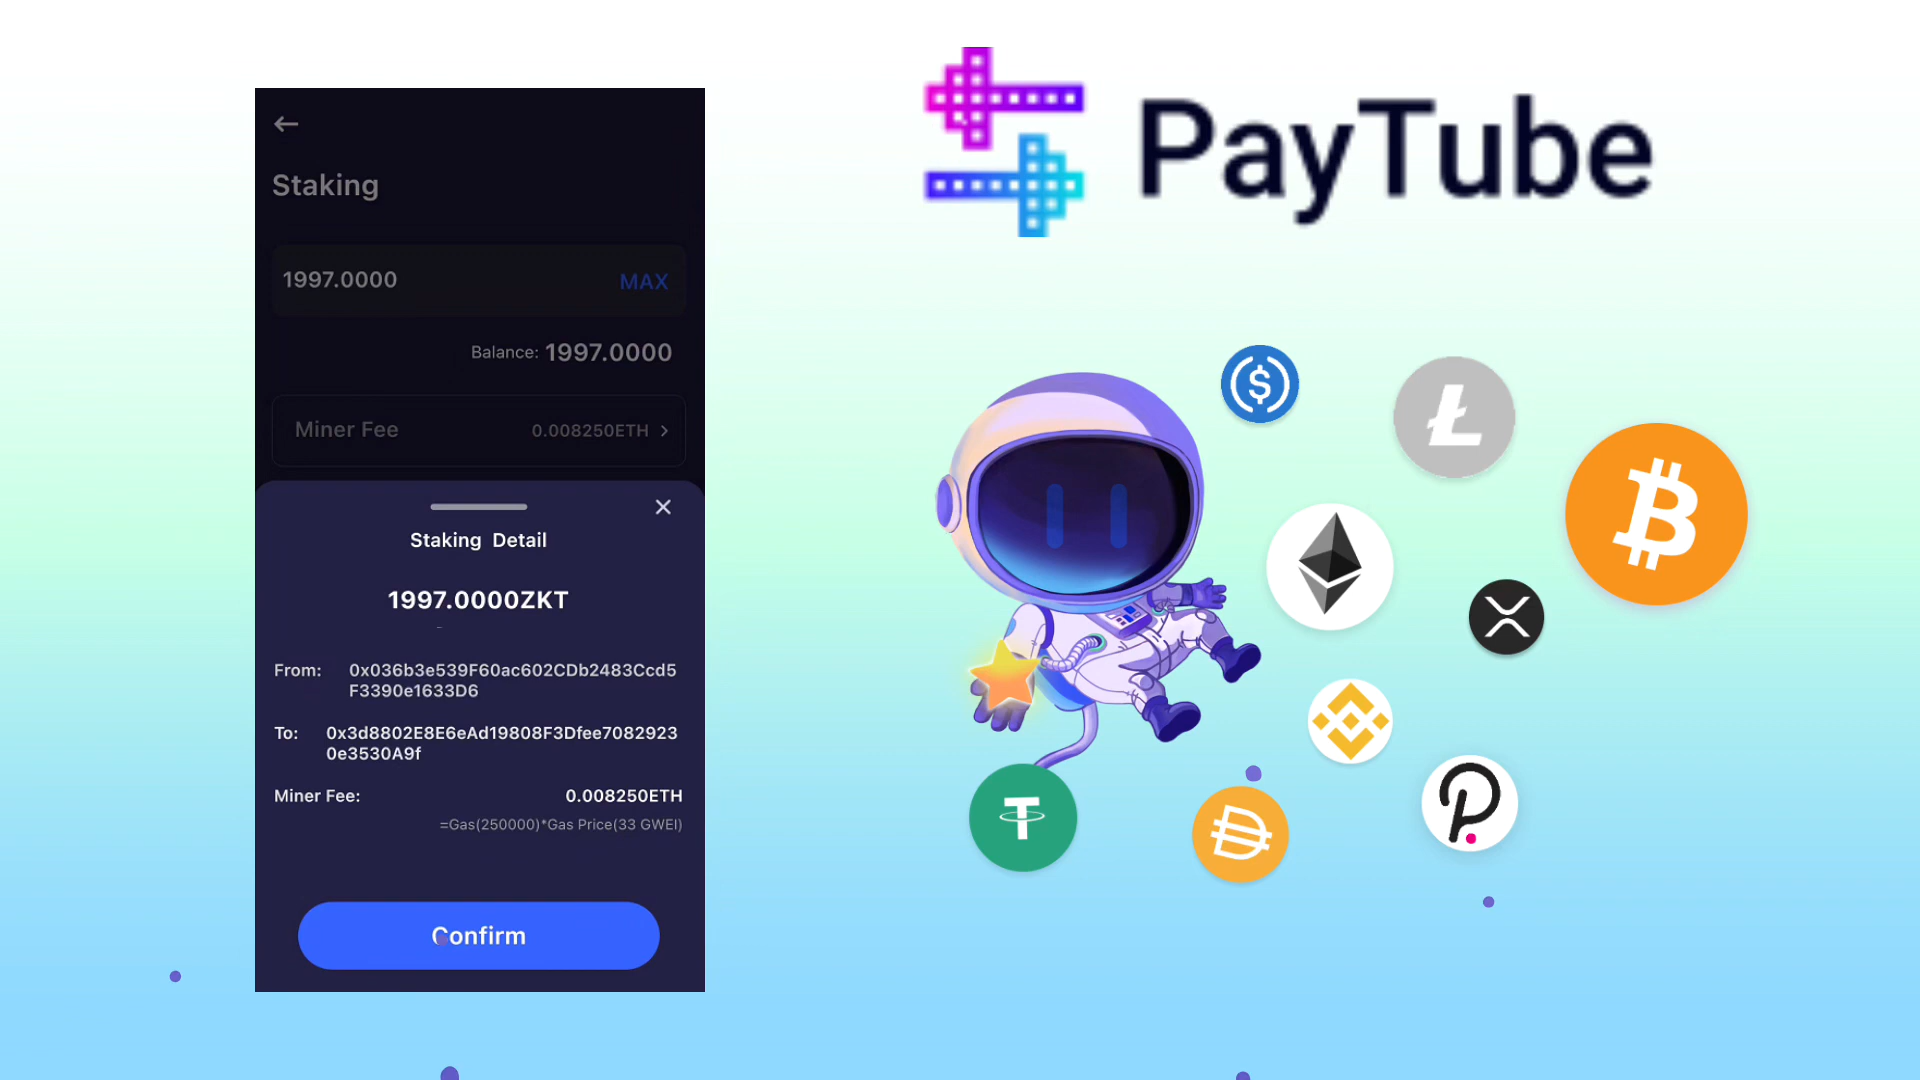 PayTube
Staking
1997.0000 MAX
Balance: 1997.0000
Miner Fee 0.008250ETH >
Staking Detail
1997.0000ZKT
From: 0x036b3e539F60ac602CDb2483Ccd5
F3390e1633D6
To: 0x3d8802E8E6eAd19808F3Dfee7082923
0e3530A9f
Miner Fee: 0.008250ETH
=Gas(250000)*Gas Price(33 GWEI)
Confirm